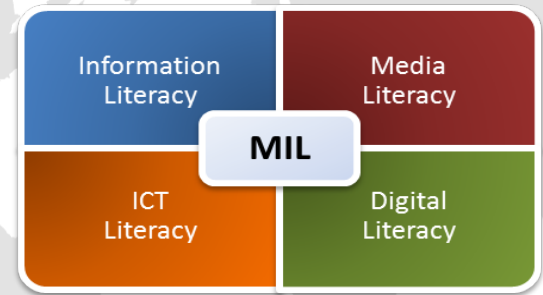 Information
Literacy
Media
Literacy
MIL
ICT
Literacy
Digital
Literacy